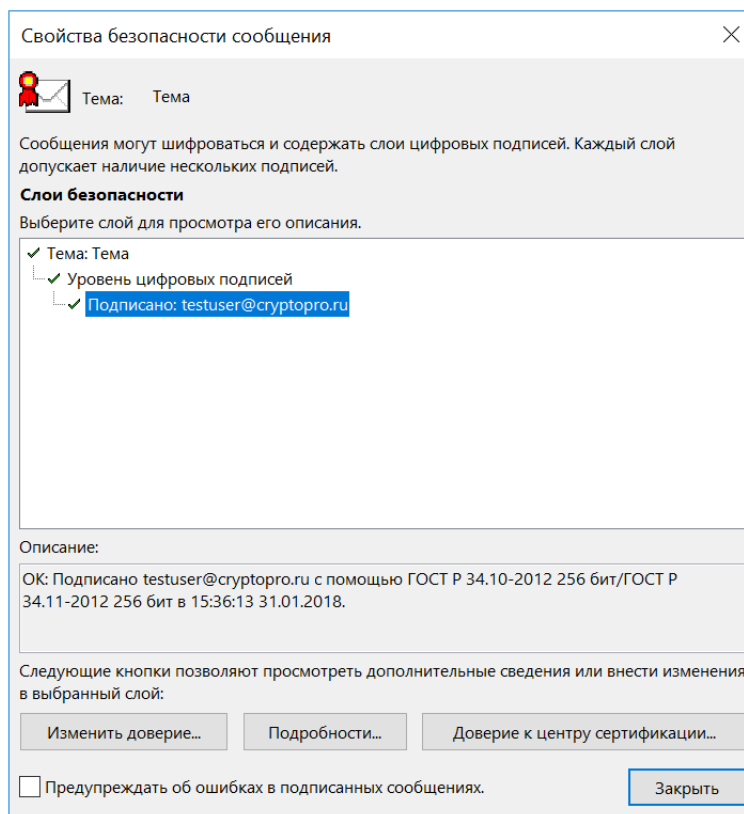 Свойства безопасности сообщения
Тема: Тема
Сообщения могут шифроваться и содержать слои цифровых подписей. Каждый слой
допускает наличие нескольких подписей.
Слои безопасности
Выберите слой для просмотра его описания.
Тема: Тема
Уровень цифровых подписей
Подписано: testuser@cryptopro.ru
Описание:
ОК: Подписано testuser@cryptopro.ru с помощью ГОСТ Р 34.10-2012 256 бит/ГОСТ Р
34.11-2012 256 бит в 15:36:13 31.01.2018.
Следующие кнопки позволяют просмотреть дополнительные сведения или внести изменения
в выбранный слой:
Изменить доверие... Подробности... Доверие к центру сертификации...
Предупреждать об ошибках в подписанных сообщениях. Закрыть